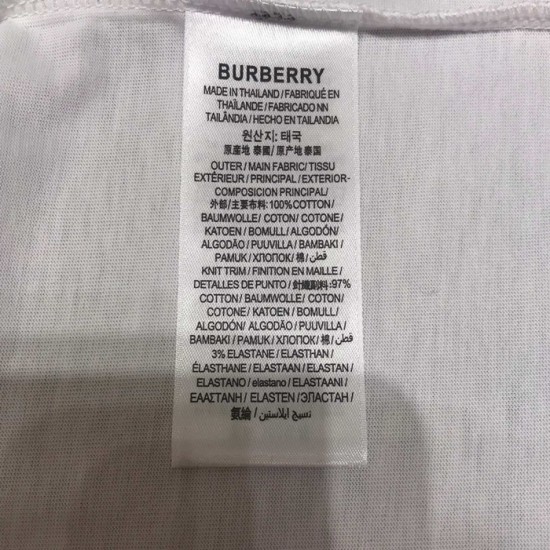 BURBERRY
MADE IN THAILAND / FABRIQUÉ EN
THAÏLANDE / FABRICADO NN
TAILÂNDIA / HECHO EN TAILANDIA
원산지: 태국
原産地 泰國 / 原产地 泰国
OUTER / MAIN FABRIC/ TISSU
EXTÉRIEUR / PRINCIPAL / EXTERIOR-
COMPOSICION PRINCIPAL/
外部/主要布料: 100%COTTON/
BAUMWOLLE/ COTON/ COTONE/
KATOEN / BOMULL/ ALGODÓN/
ALGODÃO / PUUVILLA / BAMBAKI /
PAMUK / ХЛОПОК/ 棉 / قطن/
KNIT TRIM / FINITION EN MAILLE /
DETALLES DE PUNTO / 針織副料:97%
COTTON / BAUMWOLLE/ COTON/
COTONE/ KATOEN / BOMULL/
ALGODÓN/ ALGODÃO / PUUVILLA /
BAMBAKI / PAMUK / ХЛОПОК/ 棉 / قطن
3% ELASTANE / ELASTHAN /
ÉLASTHANE / ELASTAAN / ELASTAN /
ELASTANO / elastano / ELASTAANI /
ΕΛΑΣΤΑΝΗ / ELASTEN / ЭЛАСТАН /
氨綸 / نسيج ايلاستين /